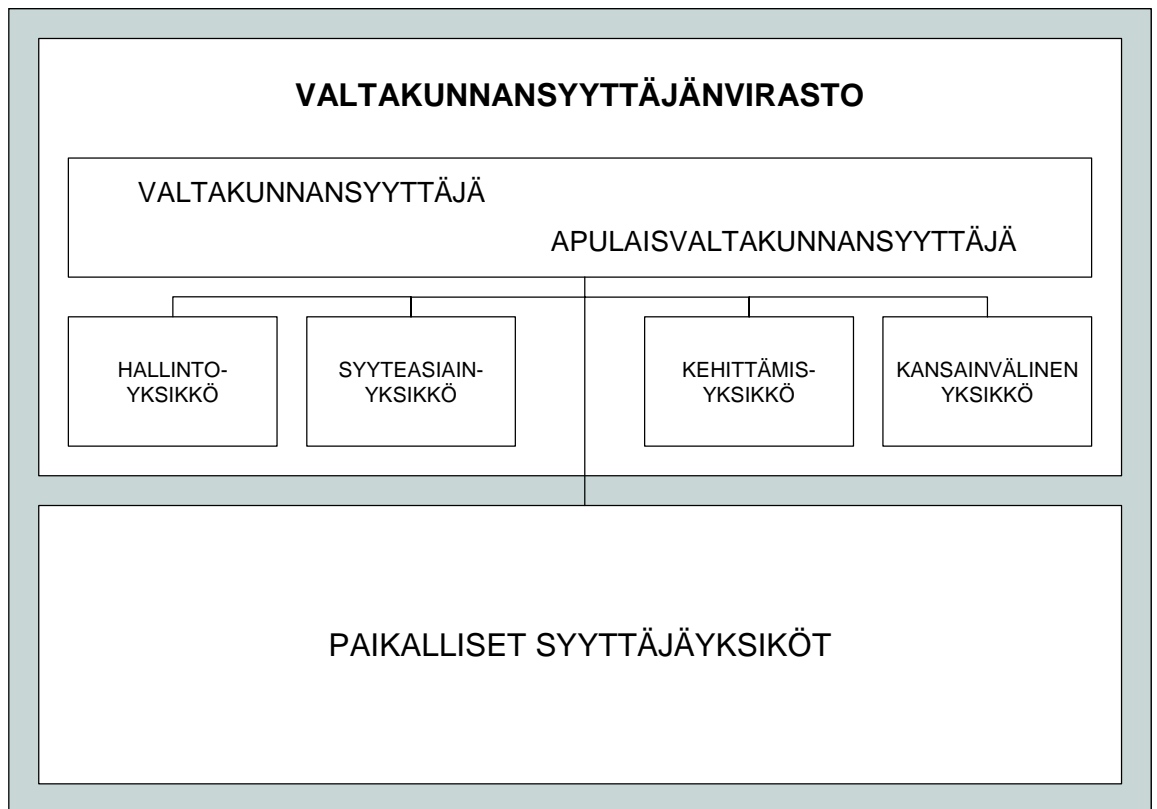 VALTAKUNNANSYYTTÄJÄNVIRASTO
VALTAKUNNANSYYTTÄJÄ
APULAISVALTAKUNNANSYYTTÄJÄ
HALLINTO-
YKSIKKÖ
SYYTEASIAIN-
YKSIKKÖ
KEHITTÄMIS-
YKSIKKÖ
KANSAINVÄLINEN
YKSIKKÖ
PAIKALLISET SYYTTÄJÄYKSIKÖT